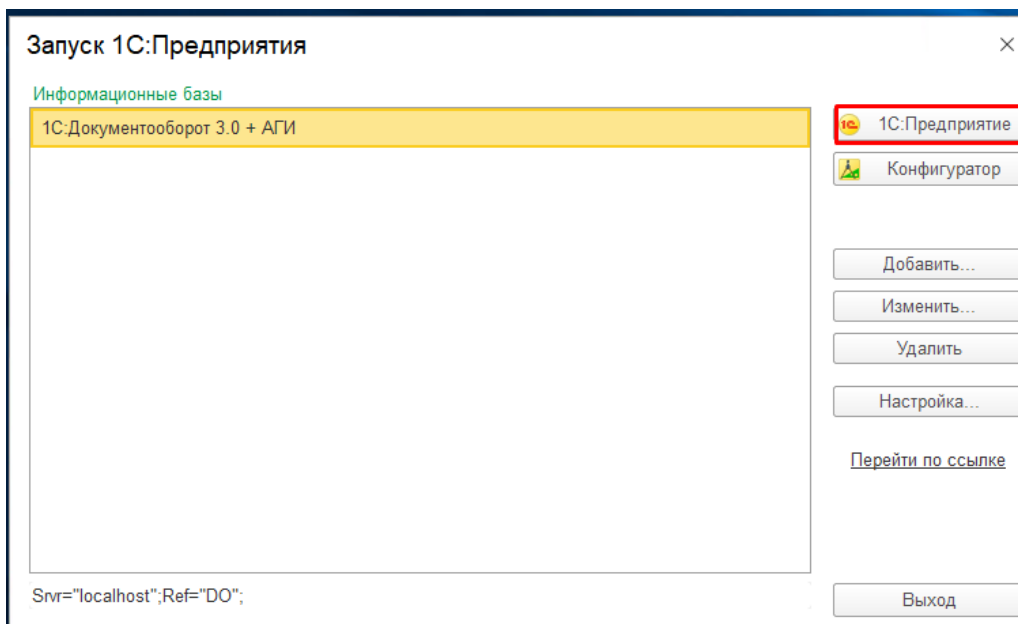 Запуск 1С:Предприятия
Информационные базы
1С:Документооборот 3.0 + АГИ
1С:Предприятие
Конфигуратор
Добавить...
Изменить...
Удалить
Настройка...
Перейти по ссылке
Srvr="localhost";Ref="DO";
Выход